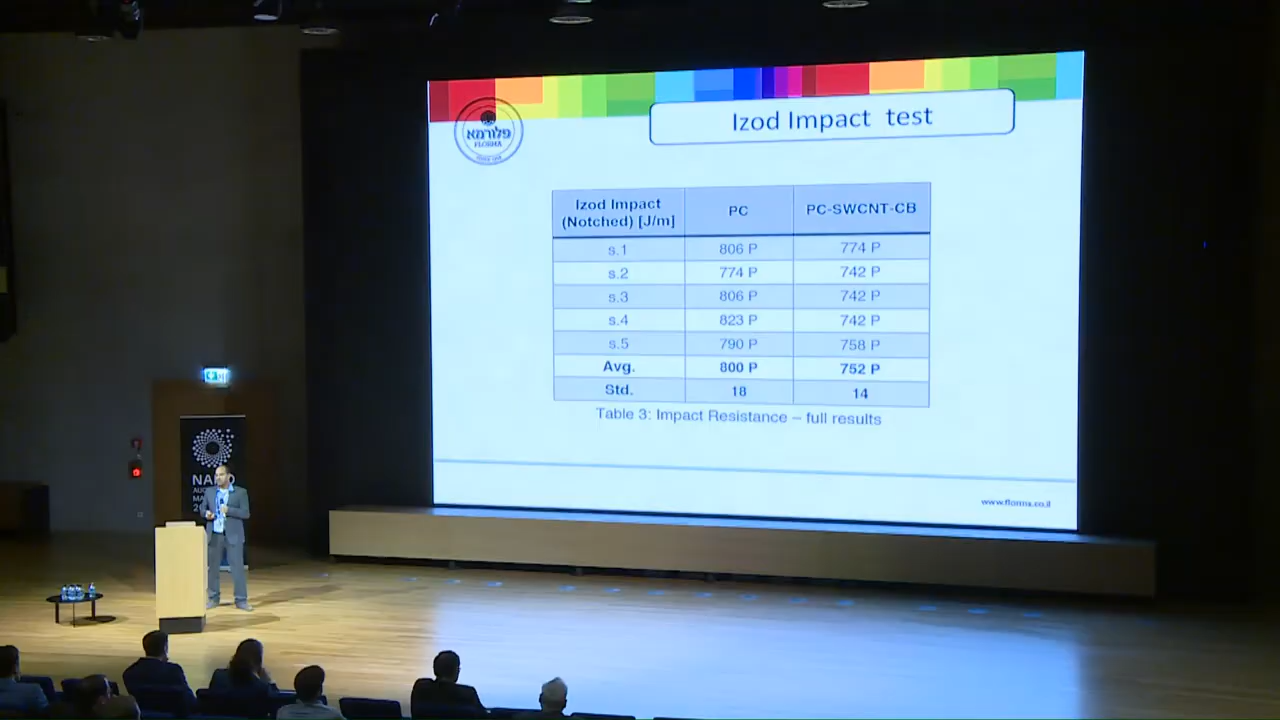 Izod Impact test
פלורמא
FLORMA
Izod Impact (Notched) [J/m] PC PC-SWCNT-CB
s.1 806 P 774 P
s.2 774 P 742 P
s.3 806 P 742 P
s.4 823 P 742 P
s.5 790 P 758 P
Avg. 800 P 752 P
Std. 18 14
Table 3: Impact Resistance – full results
www.florma.co.il